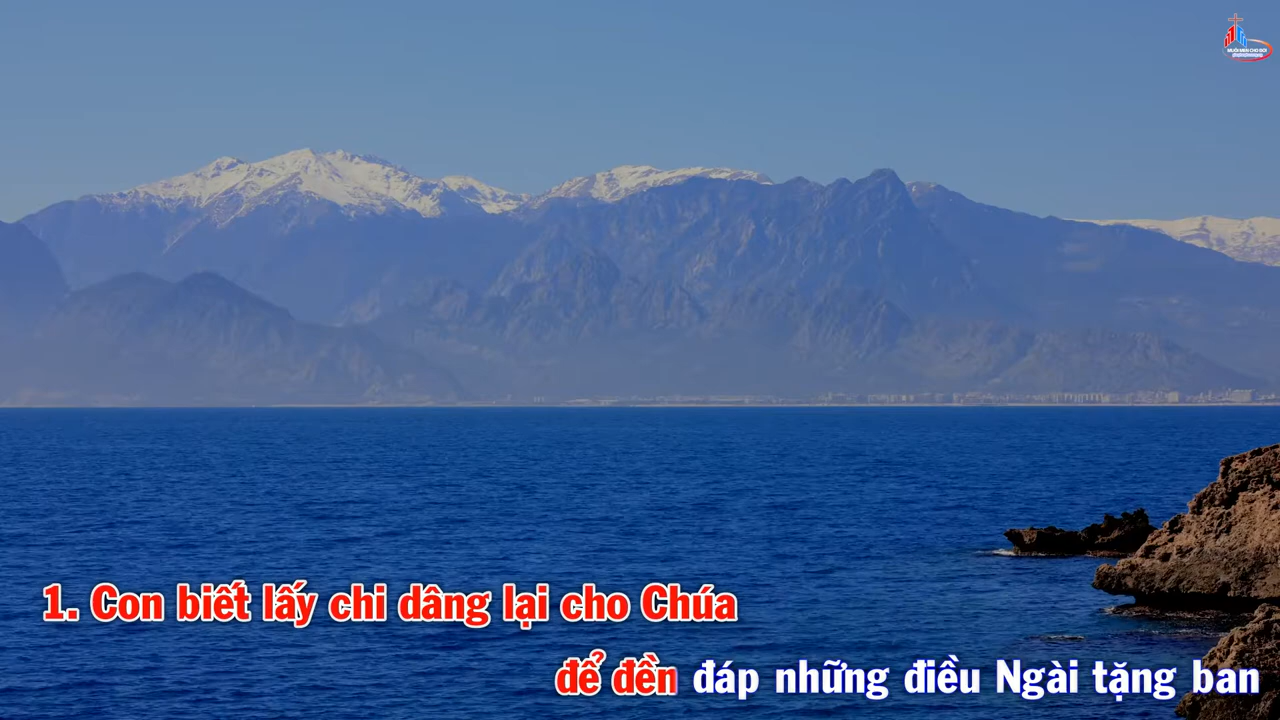 1. Con biết lấy chi dâng lại cho Chúa
để đền đáp những điều Ngài tặng ban